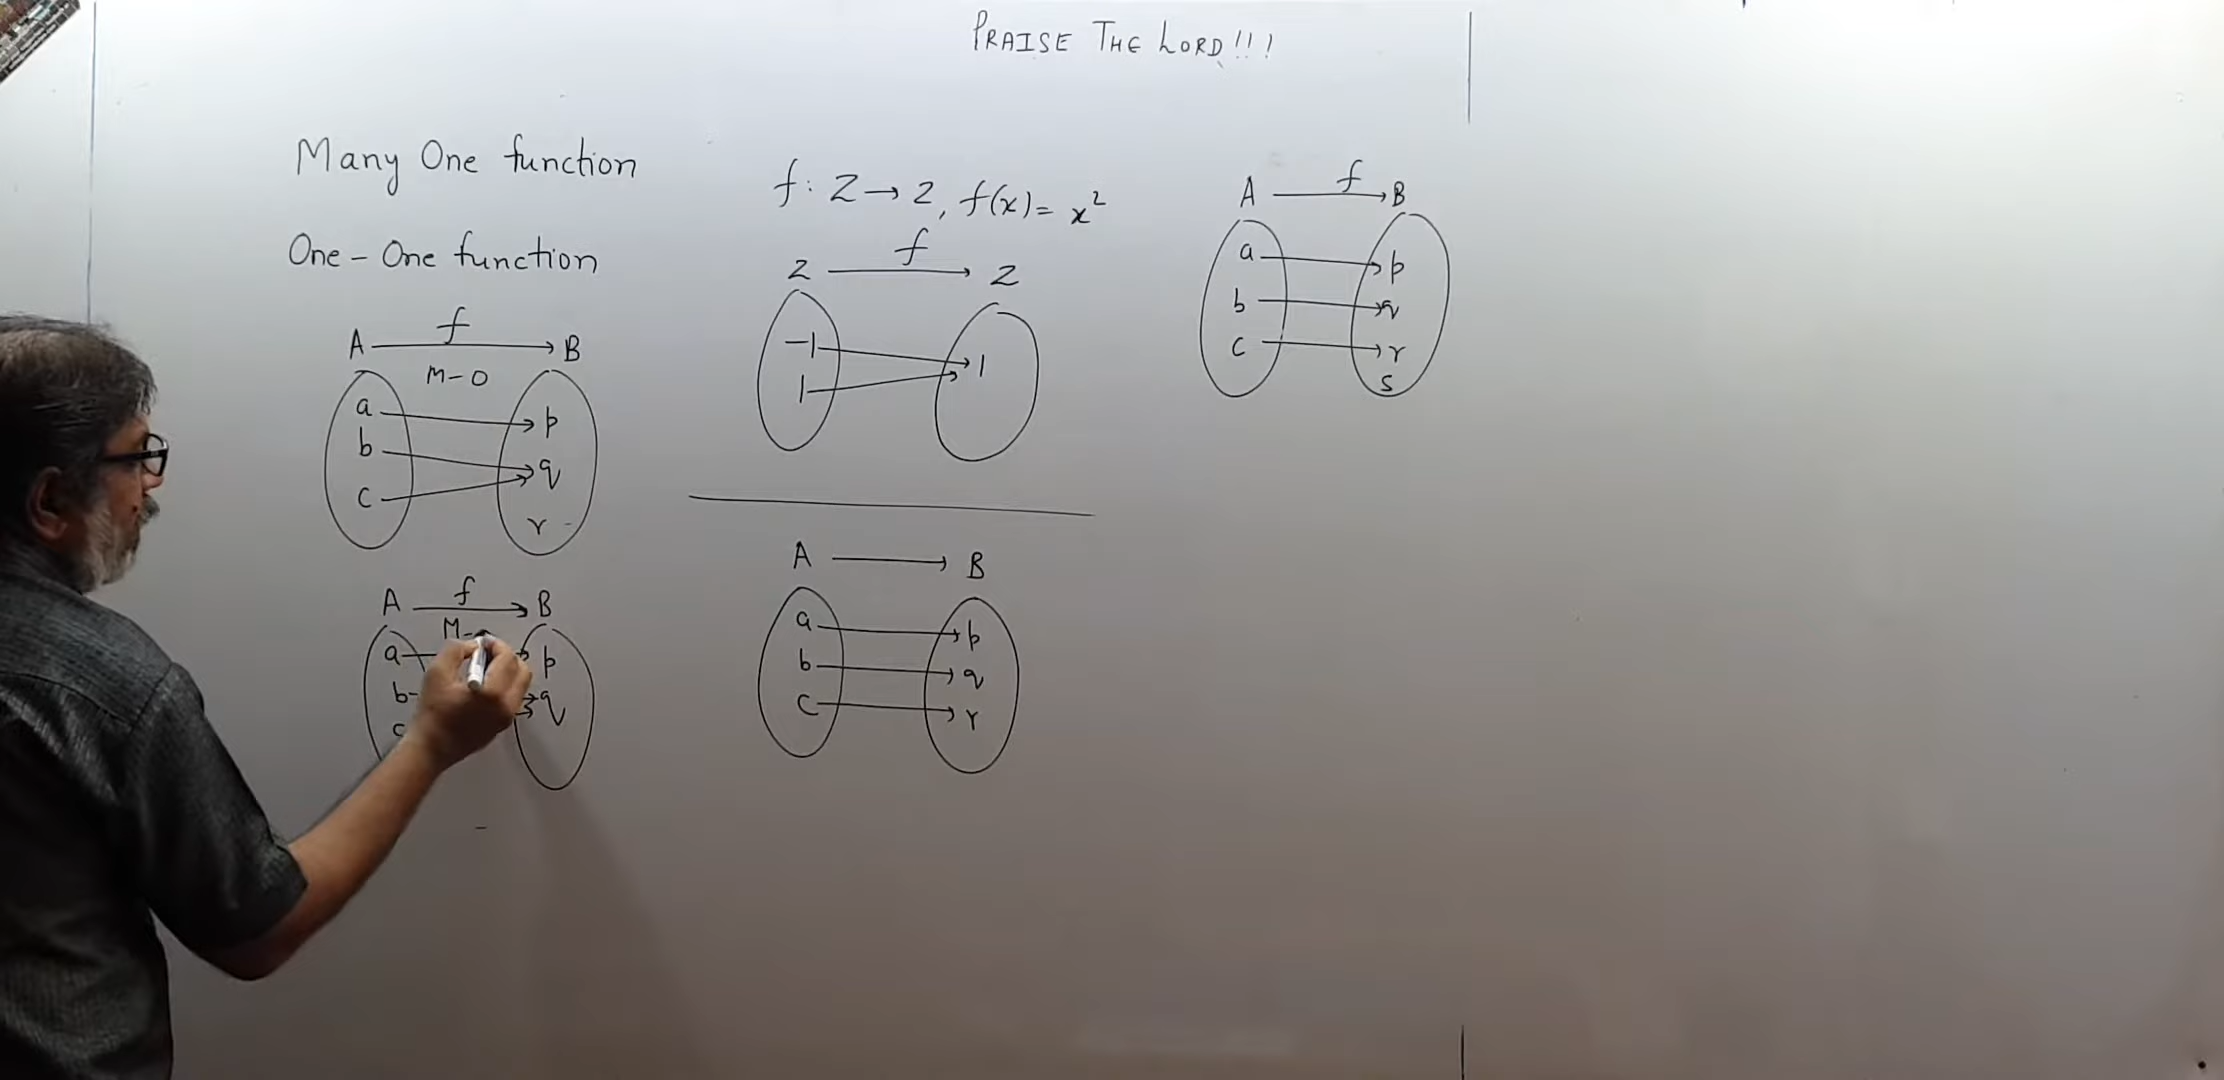 PRAISE THE LORD!!!
Many One function
One - One function
A f B
M-O
a p
b q
c r
A f B
M-
a p
b q
c
f: Z → Z, f(x) = x²
Z f Z
-1 1
1
A → B
a p
b q
c r
A f B
a p
b q
c r
s